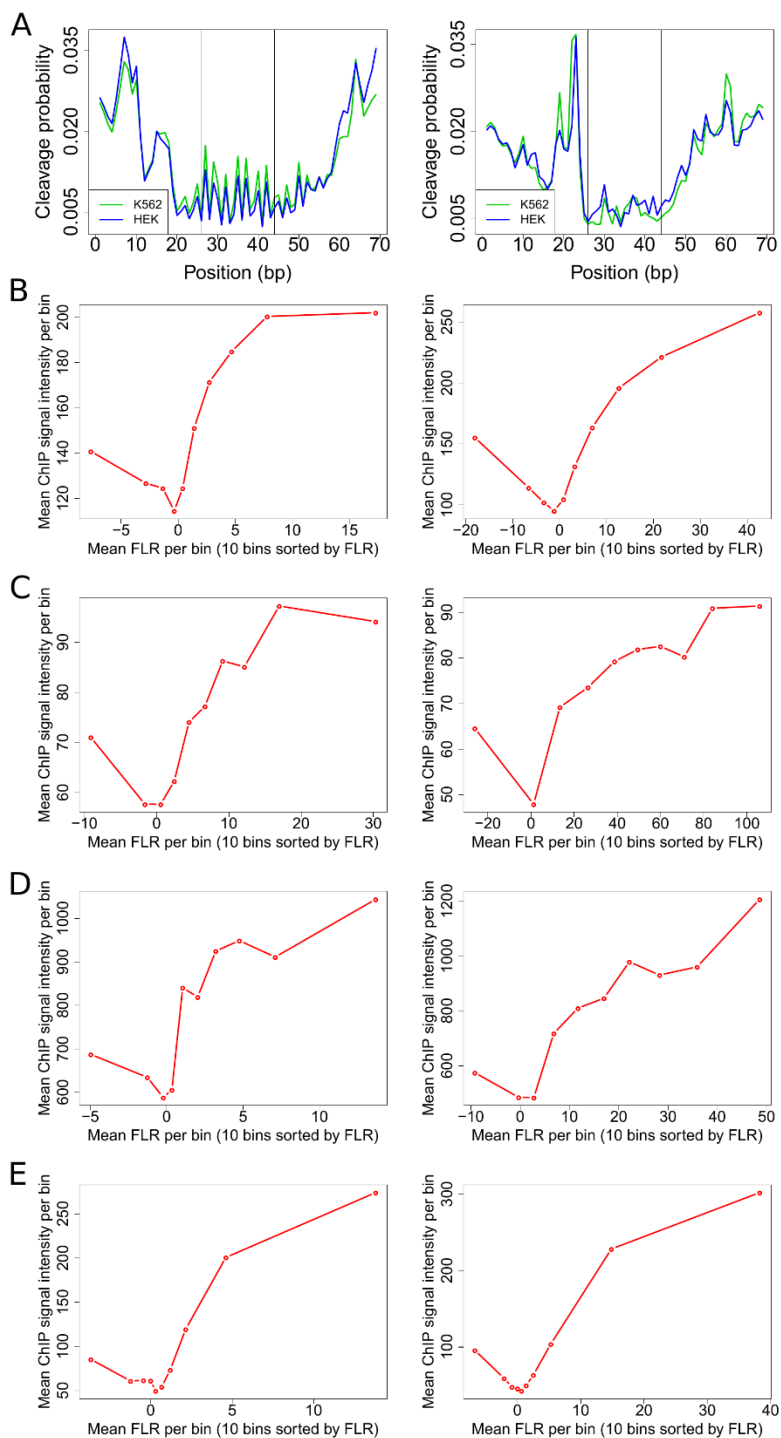 A
Cleavage probability
0.005 0.020 0.035
K562
HEK
0 10 20 30 40 50 60 70
Position (bp)
Cleavage probability
0.005 0.020 0.035
K562
HEK
0 10 20 30 40 50 60 70
Position (bp)
B
Mean ChIP signal intensity per bin
120 140 160 180 200
−5 0 5 10 15
Mean FLR per bin (10 bins sorted by FLR)
Mean ChIP signal intensity per bin
100 150 200 250
−20 −10 0 10 20 30 40
Mean FLR per bin (10 bins sorted by FLR)
C
Mean ChIP signal intensity per bin
60 70 80 90
−10 0 10 20 30
Mean FLR per bin (10 bins sorted by FLR)
Mean ChIP signal intensity per bin
50 60 70 80 90
−20 0 20 40 60 80 100
Mean FLR per bin (10 bins sorted by FLR)
D
Mean ChIP signal intensity per bin
600 700 800 900 1000
−5 0 5 10
Mean FLR per bin (10 bins sorted by FLR)
Mean ChIP signal intensity per bin
600 800 1000 1200
−10 0 10 20 30 40 50
Mean FLR per bin (10 bins sorted by FLR)
E
Mean ChIP signal intensity per bin
50 100 150 200 250
0 5 10
Mean FLR per bin (10 bins sorted by FLR)
Mean ChIP signal intensity per bin
100 200 300
0 10 20 30 40
Mean FLR per bin (10 bins sorted by FLR)